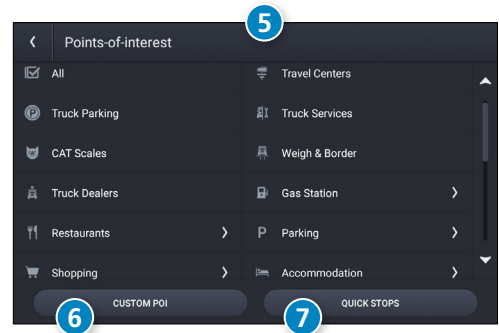 5
Points-of-interest
All
Travel Centers
Truck Parking
Truck Services
CAT Scales
Weigh & Border
Truck Dealers
Gas Station
Restaurants
P Parking
Shopping
Accommodation
CUSTOM POI
QUICK STOPS
6
7